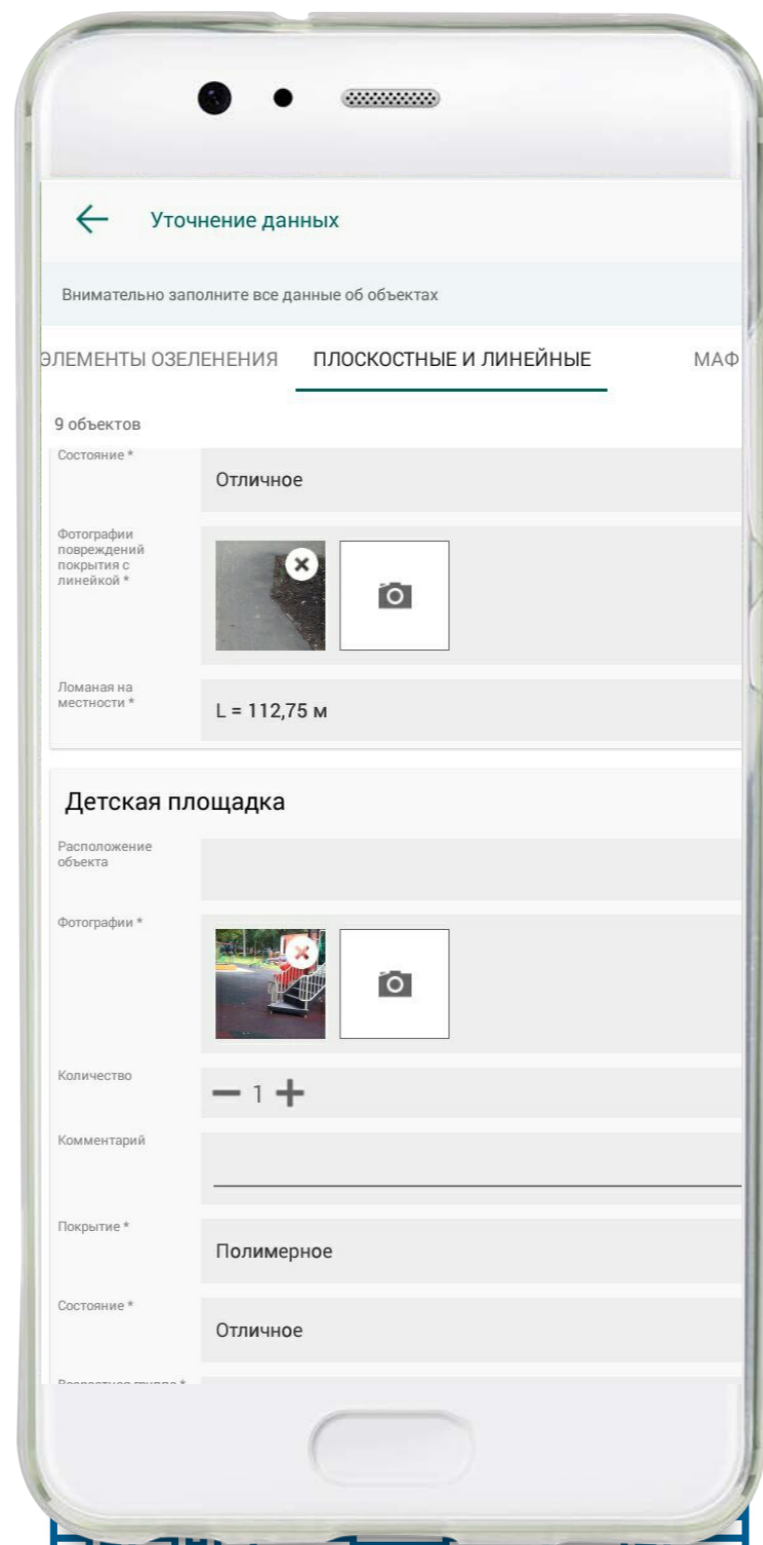 Уточнение данных
Внимательно заполните все данные об объектах
ЭЛЕМЕНТЫ ОЗЕЛЕНЕНИЯ ПЛОСКОСТНЫЕ И ЛИНЕЙНЫЕ МАФ
9 объектов
Состояние *
Отличное
Фотографии
повреждений
покрытия с
линейкой *
Ломаная на
местности *
L = 112,75 м
Детская площадка
Расположение
объекта
Фотографии *
Количество
1
Комментарий
Покрытие *
Полимерное
Состояние *
Отличное
Возрастная группа *